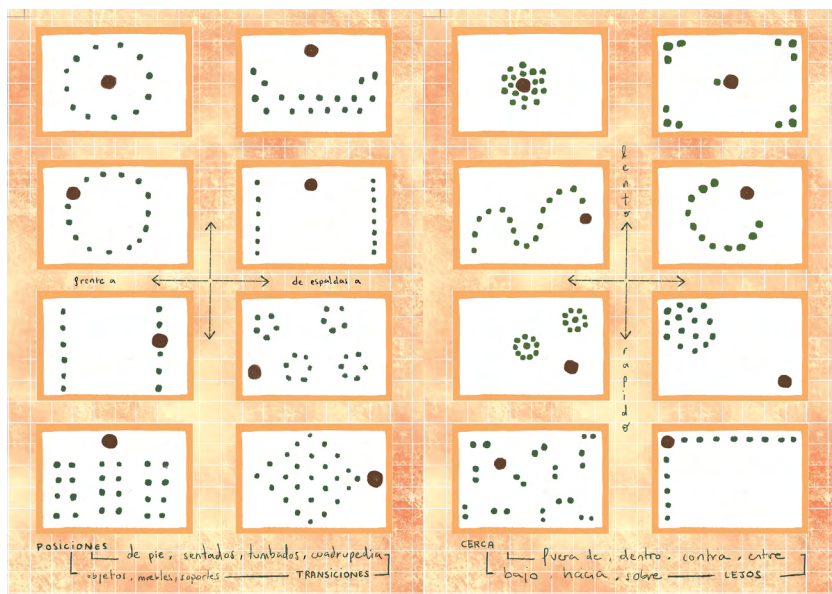 lento
frente a
de espaldas a
rapido
POSICIONES
de pie, sentados, tumbados, cuadrupedia
objetos, muebles, soportes
TRANSICIONES
CERCA
fuera de, dentro, contra, entre
bajo, hacia, sobre
LEJOS